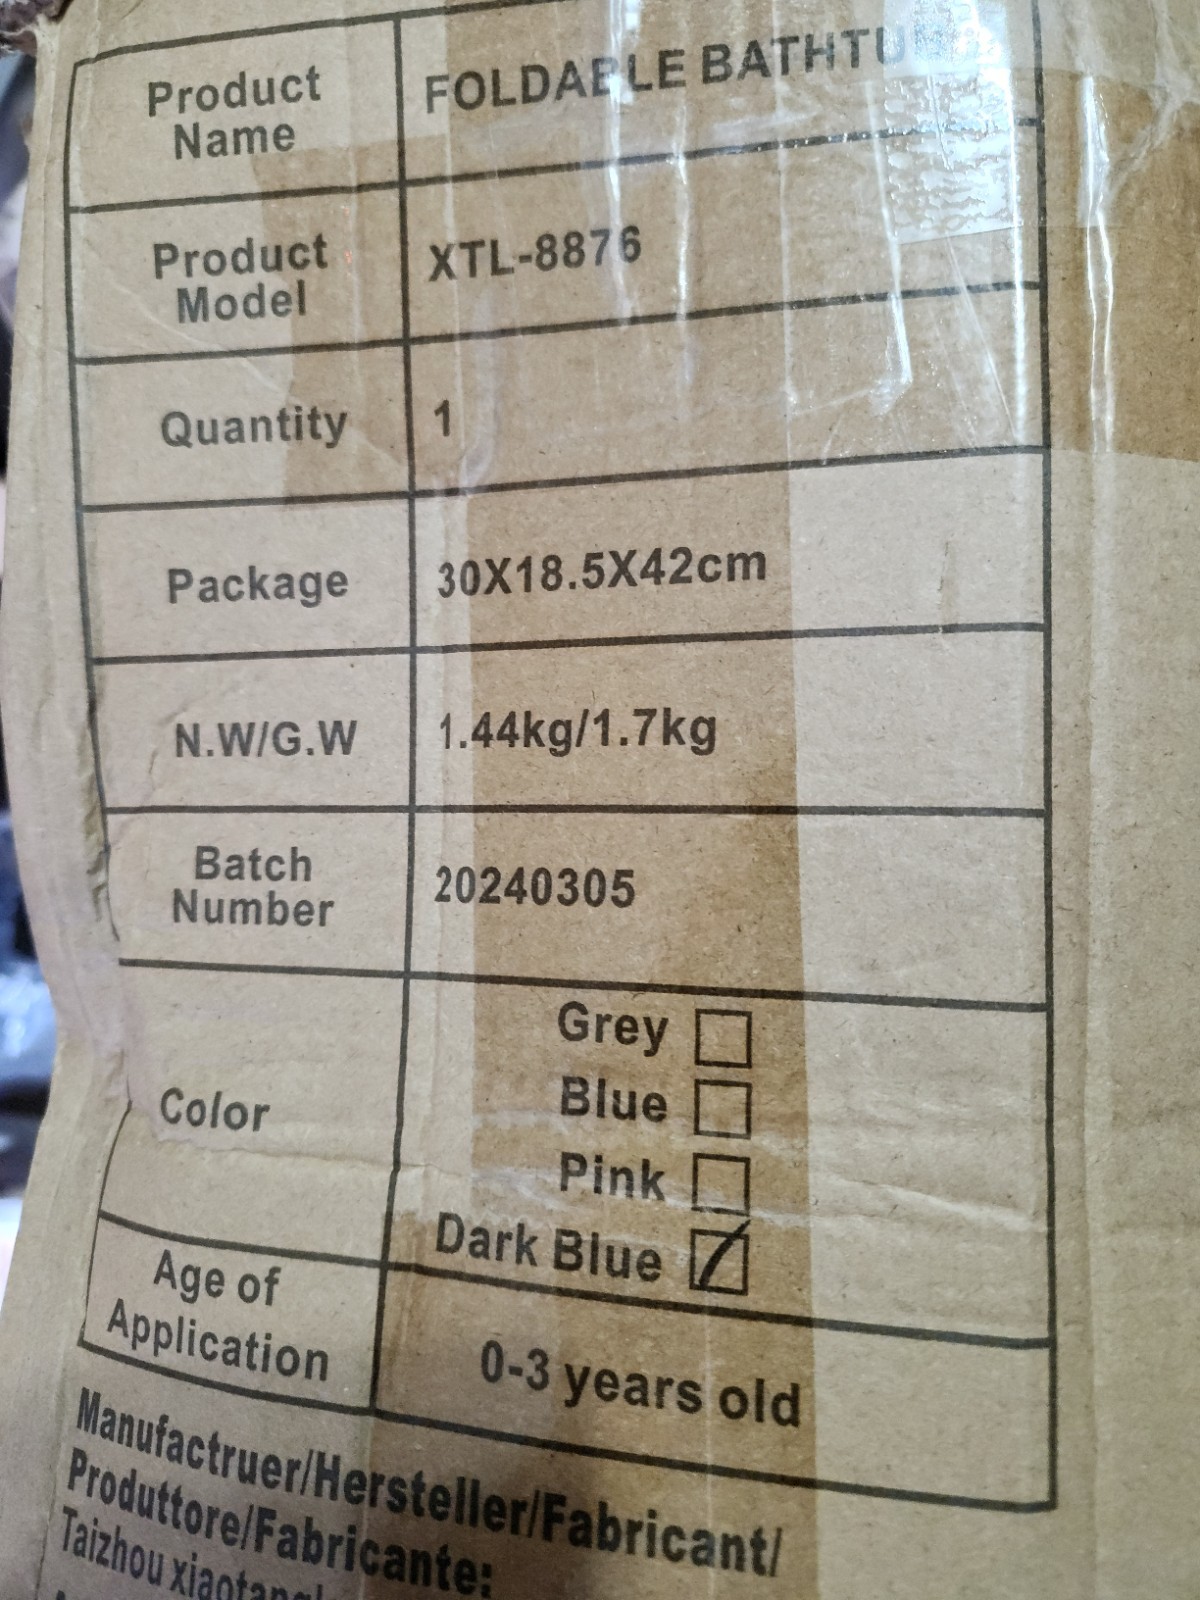 Product Name FOLDABLE BATHTU
Product Model XTL-8876
Quantity 1
Package 30X18.5X42cm
N.W/G.W 1.44kg/1.7kg
Batch Number 20240305
Color
Grey
Blue
Pink
Dark Blue
Age of Application 0-3 years old
Manufactruer/Hersteller/Fabricant/
Produttore/Fabricante:
Taizhou